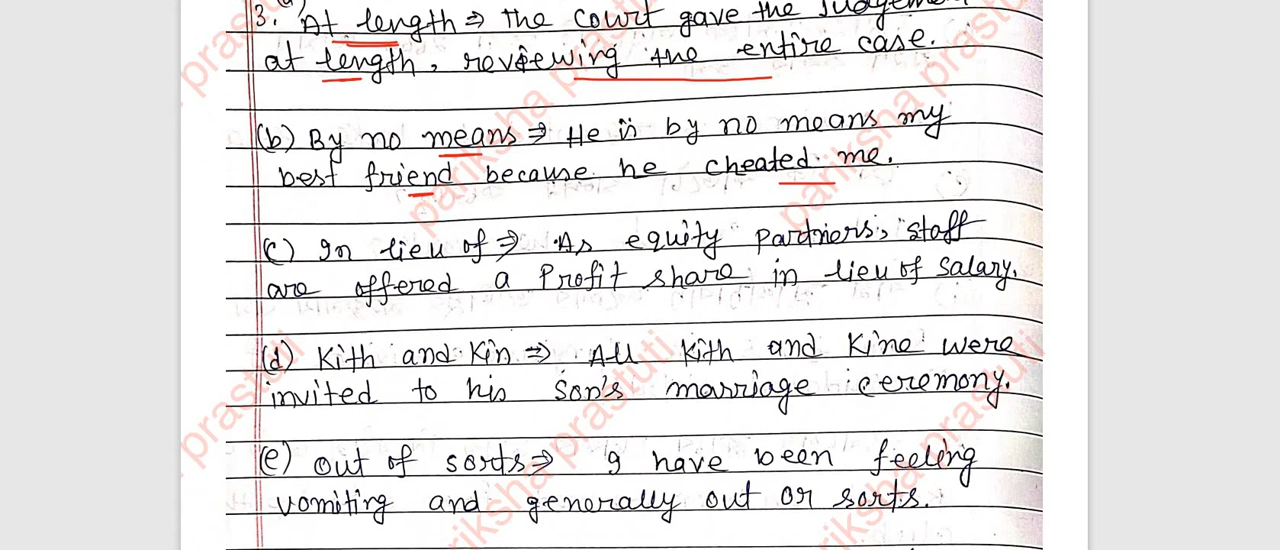 3. (a) At length ⇒ the court gave the Judgement
at length, reviewing the entire case.
(b) By no means ⇒ He is by no means my
best friend because he cheated me.
(c) In lieu of ⇒ As equity partners, staff
are offered a Profit share in lieu of salary.
(d) Kith and Kin ⇒ All Kith and Kine were
invited to his son's marriage ceremony.
(e) out of sorts ⇒ I have been feeling
vomiting and generally out or sorts.
pariksha prastuti